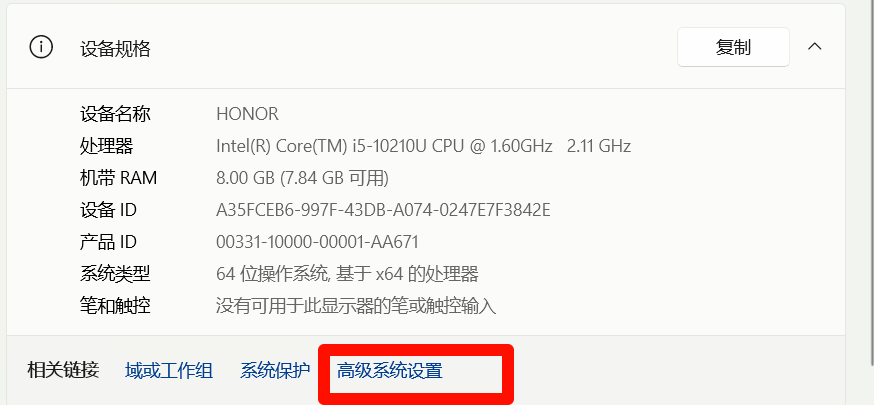 设备规格 复制
设备名称 HONOR
处理器 Intel(R) Core(TM) i5-10210U CPU @ 1.60GHz 2.11 GHz
机带 RAM 8.00 GB (7.84 GB 可用)
设备 ID A35FCEB6-997F-43DB-A074-0247E7F3842E
产品 ID 00331-10000-00001-AA671
系统类型 64 位操作系统, 基于 x64 的处理器
笔和触控 没有可用于此显示器的笔或触控输入
相关链接 域或工作组 系统保护 高级系统设置